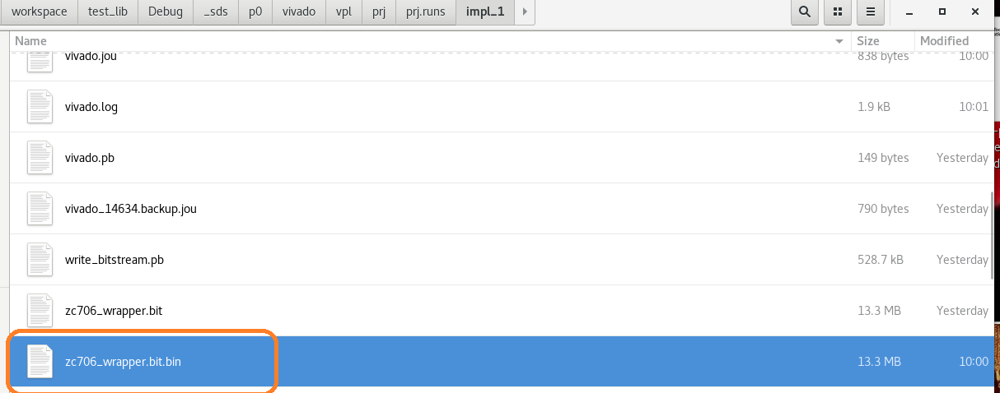 workspace test_lib Debug _sds p0 vivado vpl prj prj.runs impl_1
Name Size Modified
vivado.jou 838 bytes 10:00
vivado.log 1.9 kB 10:01
vivado.pb 149 bytes Yesterday
vivado_14634.backup.jou 790 bytes Yesterday
write_bitstream.pb 528.7 kB Yesterday
zc706_wrapper.bit 13.3 MB Yesterday
zc706_wrapper.bit.bin 13.3 MB 10:00